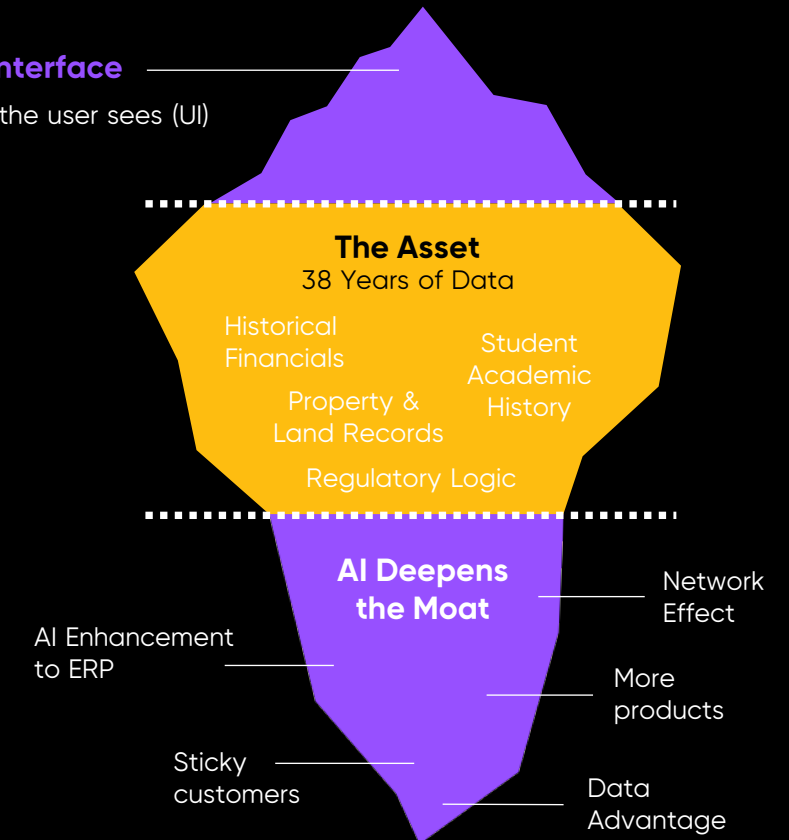 nterface
the user sees (UI)
The Asset
38 Years of Data
Historical
Financials
Student
Academic
History
Property &
Land Records
Regulatory Logic
AI Deepens
the Moat
Network
Effect
AI Enhancement
to ERP
More
products
Sticky
customers
Data
Advantage